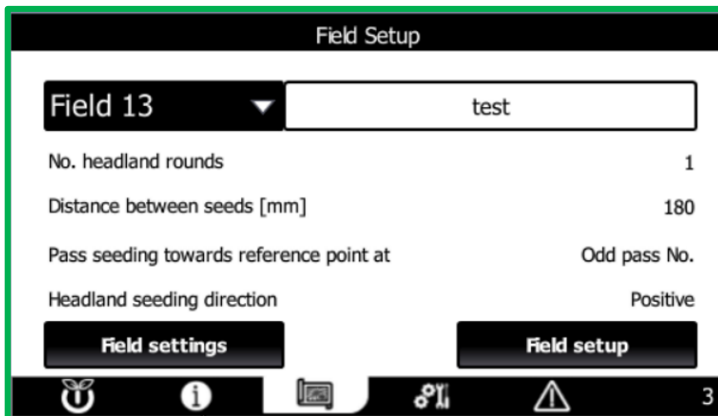 Field Setup
Field 13 test
No. headland rounds 1
Distance between seeds [mm] 180
Pass seeding towards reference point at Odd pass No.
Headland seeding direction Positive
Field settings Field setup
3